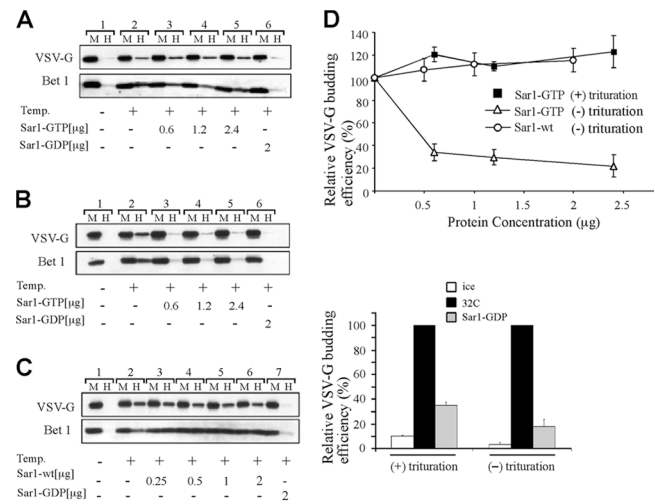 A
1 2 3 4 5 6
M H M H M H M H M H M H
VSV-G
Bet 1
Temp. - + + + + +
Sar1-GTP[µg] - - 0.6 1.2 2.4 -
Sar1-GDP[µg] - - - - - 2
B
1 2 3 4 5 6
M H M H M H M H M H M H
VSV-G
Bet 1
Temp. - + + + + +
Sar1-GTP[µg] - - 0.6 1.2 2.4 -
Sar1-GDP[µg] - - - - - 2
C
1 2 3 4 5 6 7
M H M H M H M H M H M H M H
VSV-G
Bet 1
Temp. - + + + + + +
Sar1-wt[µg] - - 0.25 0.5 1 2 -
Sar1-GDP[µg] - - - - - - 2
D
Relative VSV-G budding
efficiency (%)
140
120
100
80
60
40
20
0
Sar1-GTP (+) trituration
Sar1-GTP (-) trituration
Sar1-wt (-) trituration
0.5 1 1.5 2 2.5
Protein Concentration (µg)
ice
32C
Sar1-GDP
Relative VSV-G budding
efficiency (%)
100
80
60
40
20
0
(+) trituration (−) trituration